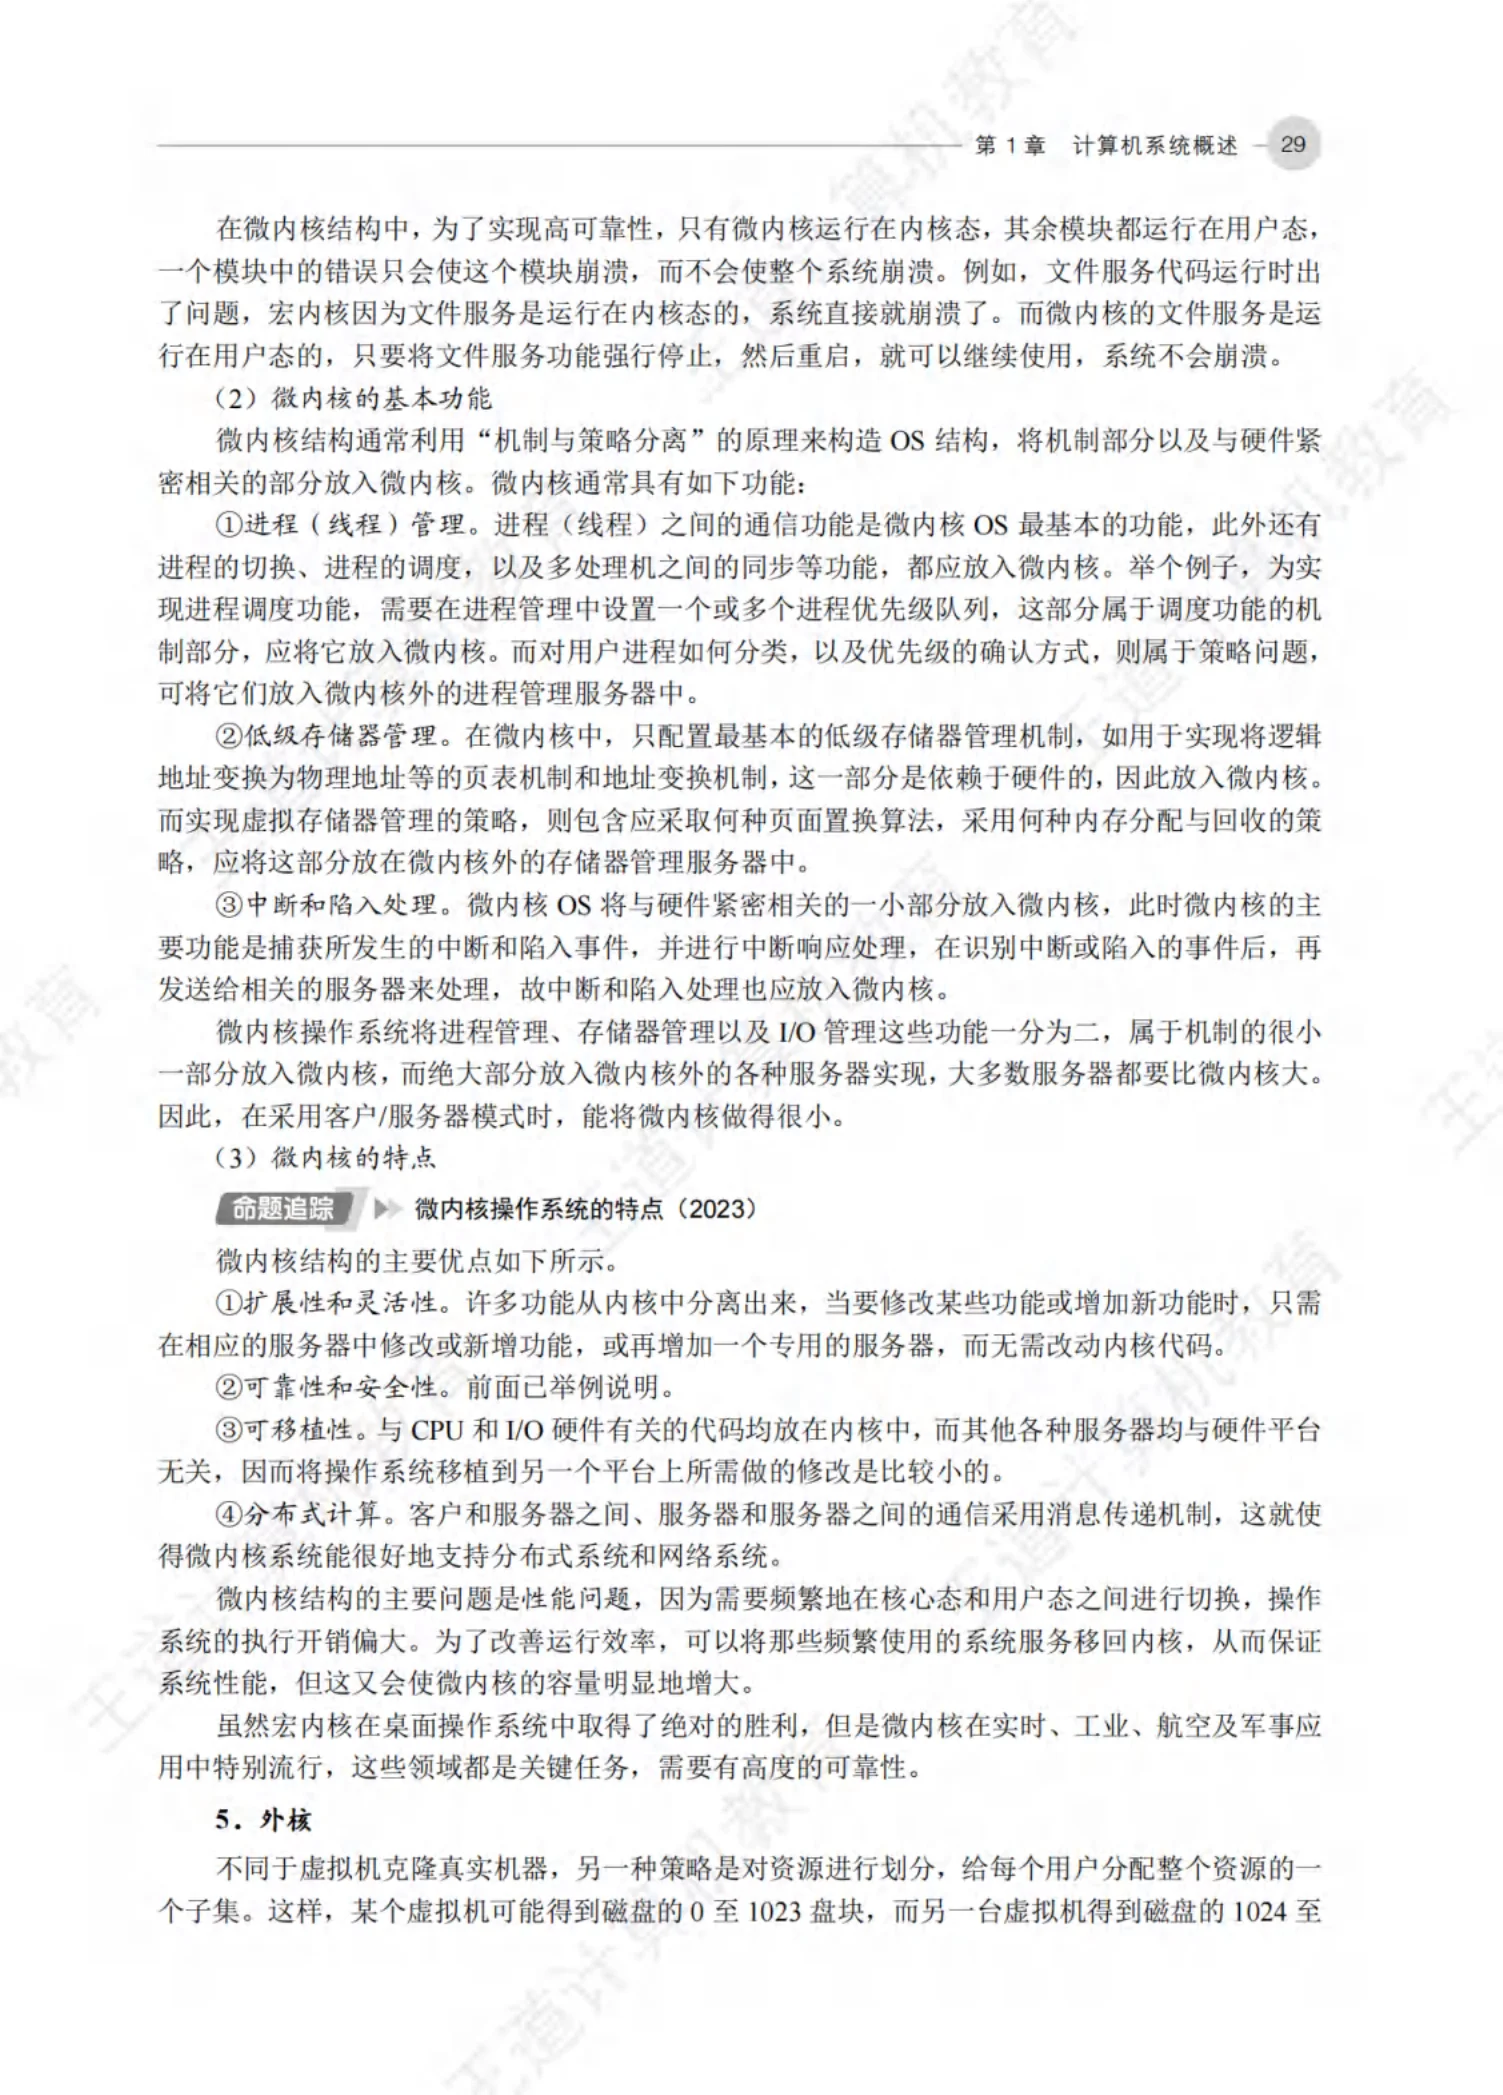 第 1 章　计算机系统概述　29
在微内核结构中，为了实现高可靠性，只有微内核运行在内核态，其余模块都运行在用户态，
一个模块中的错误只会使这个模块崩溃，而不会使整个系统崩溃。例如，文件服务代码运行时出
了问题，宏内核因为文件服务是运行在内核态的，系统直接就崩溃了。而微内核的文件服务是运
行在用户态的，只要将文件服务功能强行停止，然后重启，就可以继续使用，系统不会崩溃。
（2）微内核的基本功能
微内核结构通常利用“机制与策略分离”的原理来构造 OS 结构，将机制部分以及与硬件紧
密相关的部分放入微内核。微内核通常具有如下功能：
①进程（线程）管理。进程（线程）之间的通信功能是微内核 OS 最基本的功能，此外还有
进程的切换、进程的调度，以及多处理机之间的同步等功能，都应放入微内核。举个例子，为实
现进程调度功能，需要在进程管理中设置一个或多个进程优先级队列，这部分属于调度功能的机
制部分，应将它放入微内核。而对用户进程如何分类，以及优先级的确认方式，则属于策略问题，
可将它们放入微内核外的进程管理服务器中。
②低级存储器管理。在微内核中，只配置最基本的低级存储器管理机制，如用于实现将逻辑
地址变换为物理地址等的页表机制和地址变换机制，这一部分是依赖于硬件的，因此放入微内核。
而实现虚拟存储器管理的策略，则包含应采取何种页面置换算法，采用何种内存分配与回收的策
略，应将这部分放在微内核外的存储器管理服务器中。
③中断和陷入处理。微内核 OS 将与硬件紧密相关的一小部分放入微内核，此时微内核的主
要功能是捕获所发生的中断和陷入事件，并进行中断响应处理，在识别中断或陷入的事件后，再
发送给相关的服务器来处理，故中断和陷入处理也应放入微内核。
微内核操作系统将进程管理、存储器管理以及 I/O 管理这些功能一分为二，属于机制的很小
一部分放入微内核，而绝大部分放入微内核外的各种服务器实现，大多数服务器都要比微内核大。
因此，在采用客户/服务器模式时，能将微内核做得很小。
（3）微内核的特点
命题追踪　微内核操作系统的特点（2023）
微内核结构的主要优点如下所示。
①扩展性和灵活性。许多功能从内核中分离出来，当要修改某些功能或增加新功能时，只需
在相应的服务器中修改或新增功能，或再增加一个专用的服务器，而无需改动内核代码。
②可靠性和安全性。前面已举例说明。
③可移植性。与 CPU 和 I/O 硬件有关的代码均放在内核中，而其他各种服务器均与硬件平台
无关，因而将操作系统移植到另一个平台上所需做的修改是比较小的。
④分布式计算。客户和服务器之间、服务器和服务器之间的通信采用消息传递机制，这就使
得微内核系统能很好地支持分布式系统和网络系统。
微内核结构的主要问题是性能问题，因为需要频繁地在核心态和用户态之间进行切换，操作
系统的执行开销偏大。为了改善运行效率，可以将那些频繁使用的系统服务移回内核，从而保证
系统性能，但这又会使微内核的容量明显地增大。
虽然宏内核在桌面操作系统中取得了绝对的胜利，但是微内核在实时、工业、航空及军事应
用中特别流行，这些领域都是关键任务，需要有高度的可靠性。
5．外核
不同于虚拟机克隆真实机器，另一种策略是对资源进行划分，给每个用户分配整个资源的一
个子集。这样，某个虚拟机可能得到磁盘的 0 至 1023 盘块，而另一台虚拟机得到磁盘的 1024 至
王道计算机教育